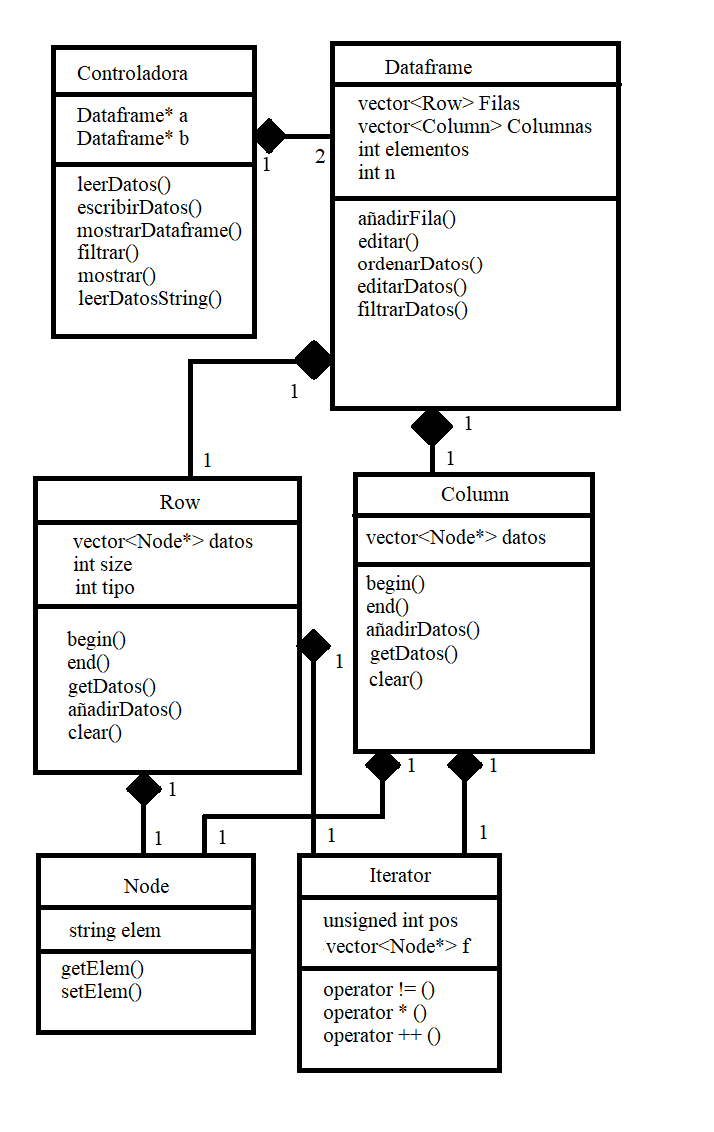 Controladora
Dataframe* a
Dataframe* b
leerDatos()
escribirDatos()
mostrarDataframe()
filtrar()
mostrar()
leerDatosString()
1
2
Dataframe
vector<Row> Filas
vector<Column> Columnas
int elementos
int n
añadirFila()
editar()
ordenarDatos()
editarDatos()
filtrarDatos()
1
1
1
1
Row
vector<Node*> datos
int size
int tipo
begin()
end()
getDatos()
añadirDatos()
clear()
Column
vector<Node*> datos
begin()
end()
añadirDatos()
getDatos()
clear()
1
1
1
1
1
1
1
1
Node
string elem
getElem()
setElem()
Iterator
unsigned int pos
vector<Node*> f
operator != ()
operator * ()
operator ++ ()